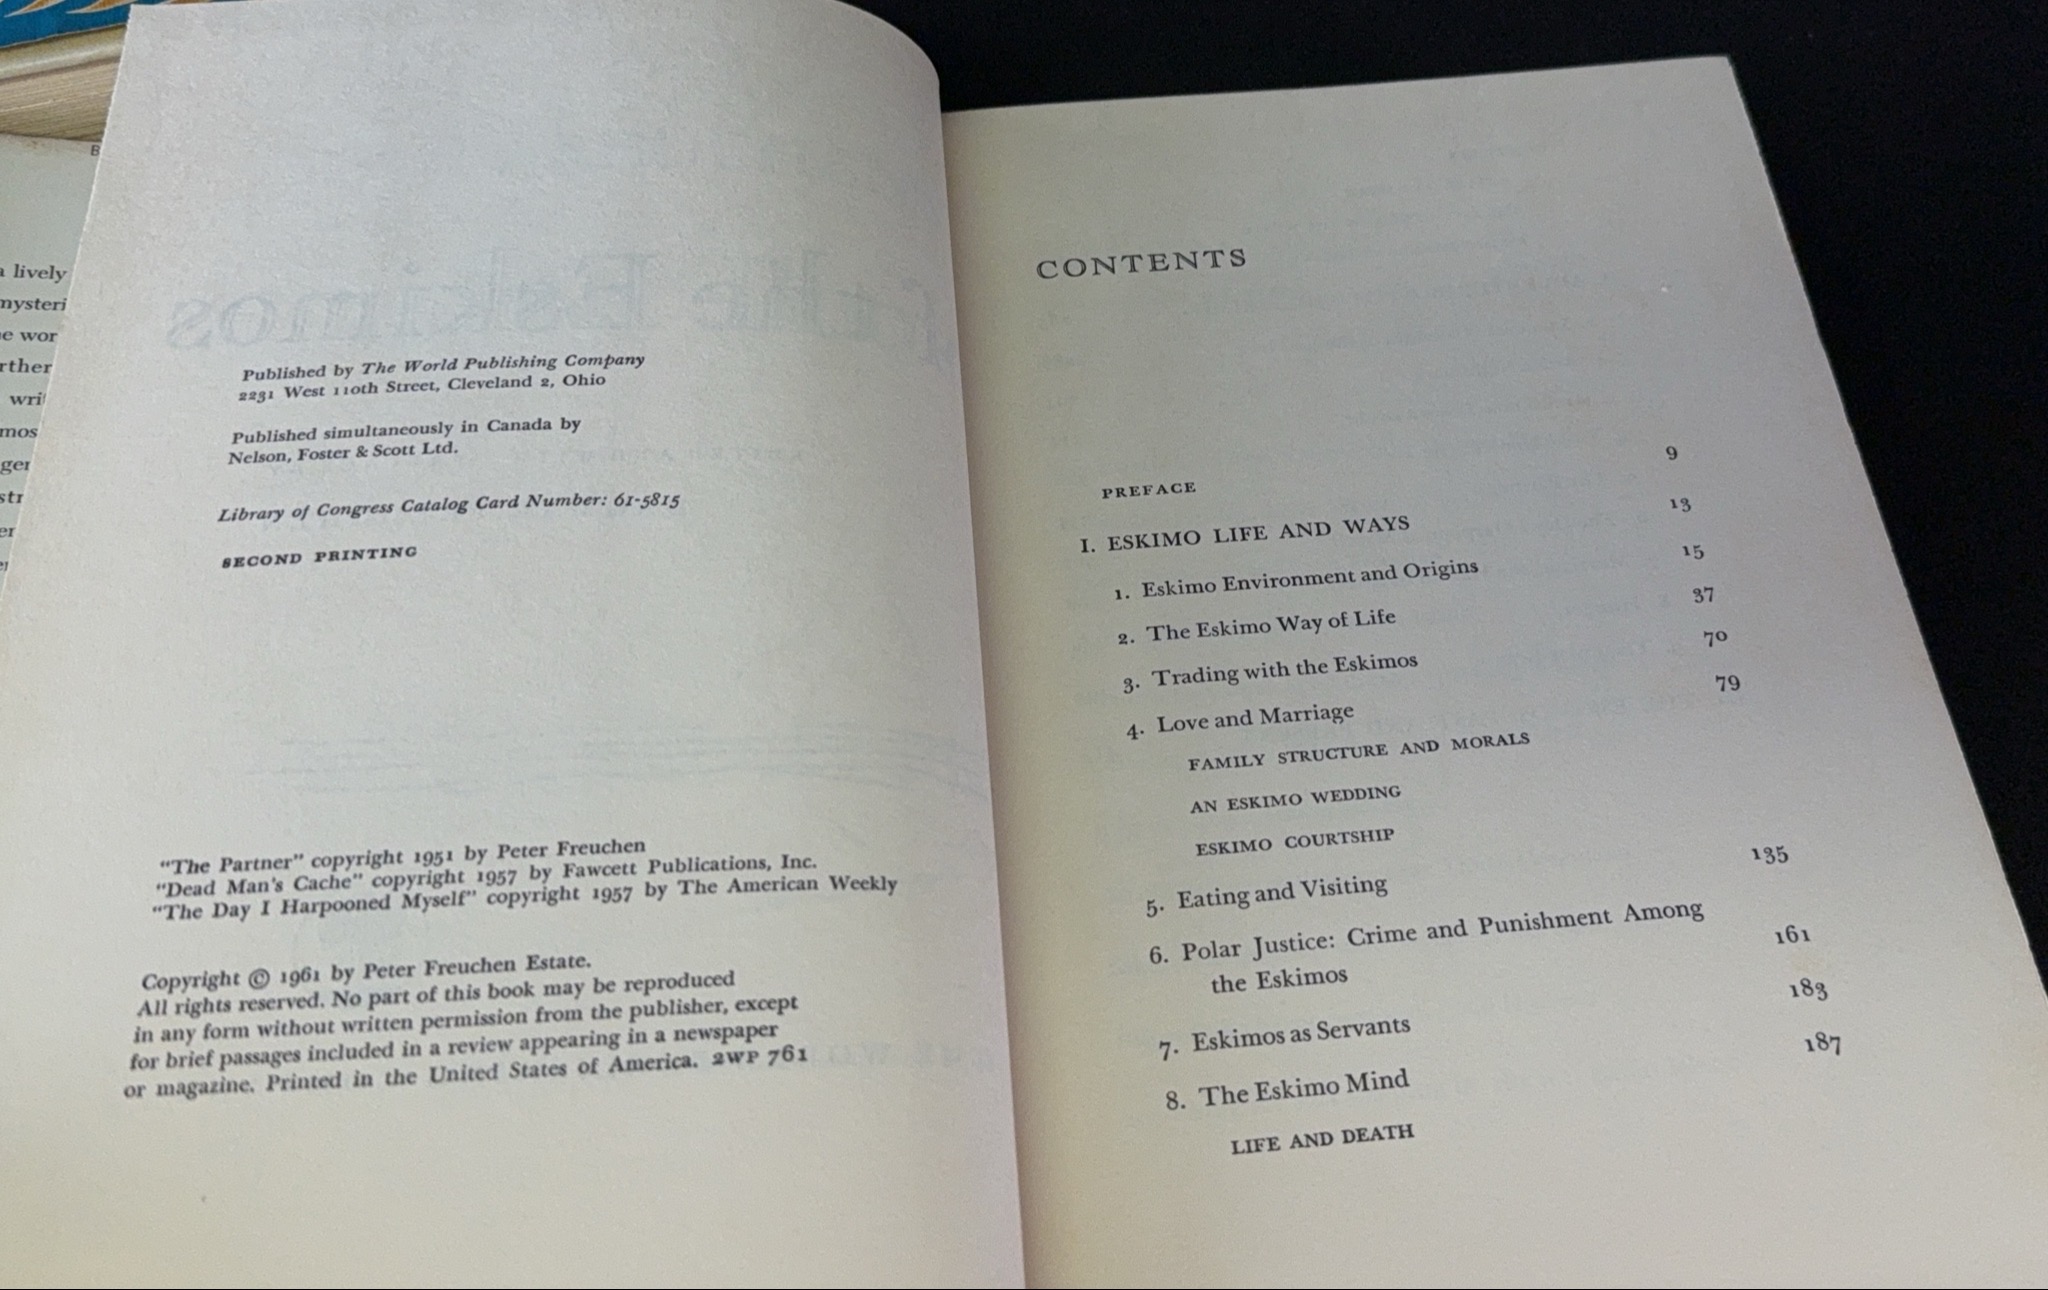 B
a lively
mysteri
e wor
rther
wri
mos
ger
str
er
Published by The World Publishing Company
2231 West 110th Street, Cleveland 2, Ohio
Published simultaneously in Canada by
Nelson, Foster & Scott Ltd.
Library of Congress Catalog Card Number: 61-5815
SECOND PRINTING
"The Partner" copyright 1951 by Peter Freuchen
"Dead Man's Cache" copyright 1957 by Fawcett Publications, Inc.
"The Day I Harpooned Myself" copyright 1957 by The American Weekly
Copyright © 1961 by Peter Freuchen Estate.
All rights reserved. No part of this book may be reproduced
in any form without written permission from the publisher, except
for brief passages included in a review appearing in a newspaper
or magazine. Printed in the United States of America. 2WP 761
CONTENTS
PREFACE 9
I. ESKIMO LIFE AND WAYS 13
1. Eskimo Environment and Origins 15
2. The Eskimo Way of Life 37
3. Trading with the Eskimos 70
4. Love and Marriage 79
FAMILY STRUCTURE AND MORALS
AN ESKIMO WEDDING
ESKIMO COURTSHIP
5. Eating and Visiting 135
6. Polar Justice: Crime and Punishment Among
the Eskimos 161
7. Eskimos as Servants 183
8. The Eskimo Mind 187
LIFE AND DEATH